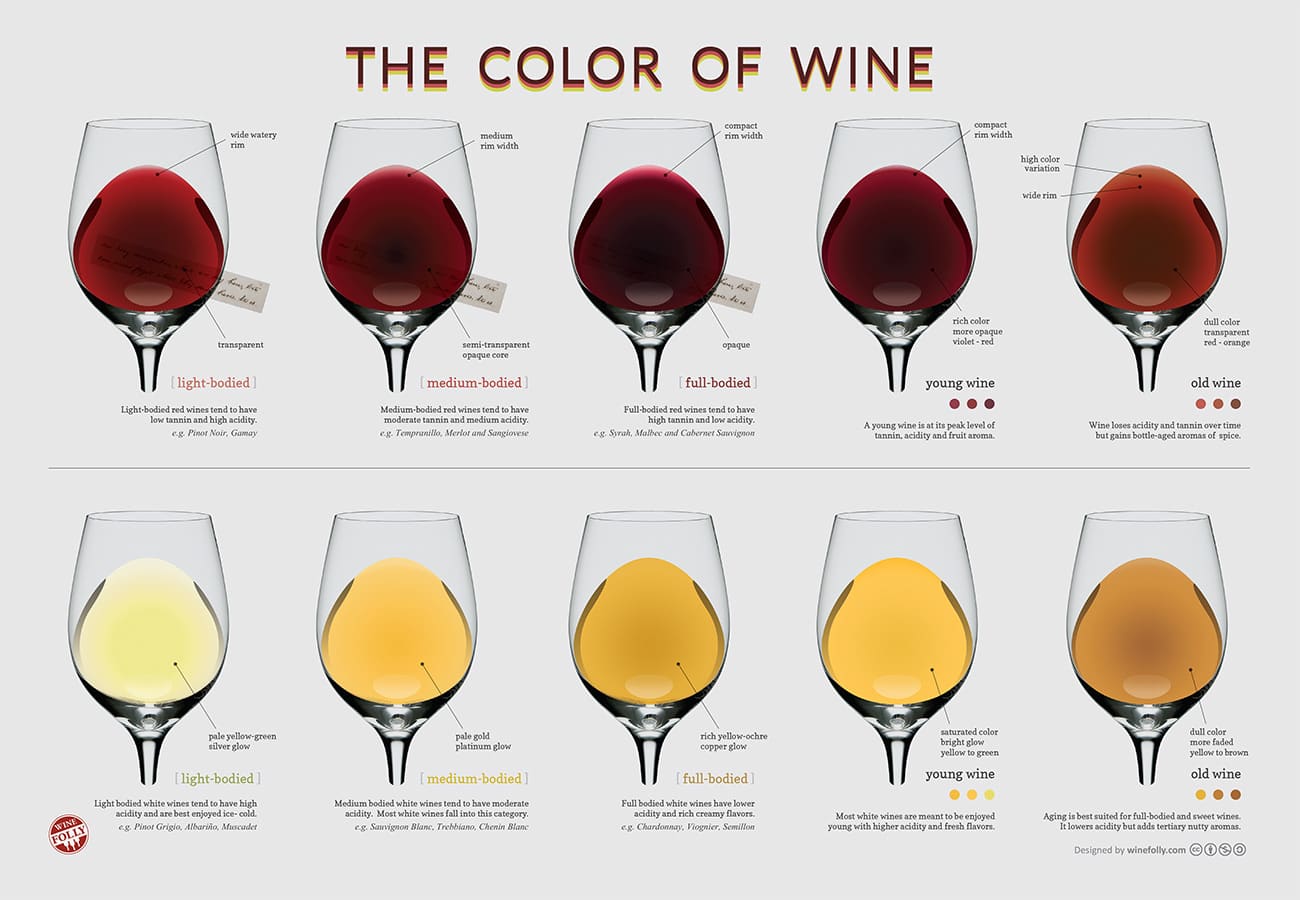 THE COLOR OF WINE
wide watery
rim
transparent
[ light-bodied ]
Light-bodied red wines tend to have
low tannin and high acidity.
e.g. Pinot Noir, Gamay
medium
rim width
semi-transparent
opaque core
[ medium-bodied ]
Medium-bodied red wines tend to have
moderate tannin and medium acidity.
e.g. Tempranillo, Merlot and Sangiovese
compact
rim width
opaque
[ full-bodied ]
Full-bodied red wines tend to have
high tannin and low acidity.
e.g. Syrah, Malbec and Cabernet Sauvignon
compact
rim width
rich color
more opaque
violet - red
young wine
A young wine is at its peak level of
tannin, acidity and fruit aroma.
high color
variation
wide rim
dull color
transparent
red - orange
old wine
Wine loses acidity and tannin over time
but gains bottle-aged aromas of spice.
pale yellow-green
silver glow
[ light-bodied ]
Light bodied white wines tend to have high
acidity and are best enjoyed ice- cold.
e.g. Pinot Grigio, Albariño, Muscadet
pale gold
platinum glow
[ medium-bodied ]
Medium bodied white wines tend to have moderate
acidity. Most white wines fall into this category.
e.g. Sauvignon Blanc, Trebbiano, Chenin Blanc
rich yellow-ochre
copper glow
[ full-bodied ]
Full bodied white wines have lower
acidity and rich creamy flavors.
e.g. Chardonnay, Viognier, Semillon
saturated color
bright glow
yellow to green
young wine
Most white wines are meant to be enjoyed
young with higher acidity and fresh flavors.
dull color
more faded
yellow to brown
old wine
Aging is best suited for full-bodied and sweet wines.
It lowers acidity but adds tertiary nutty aromas.
WINE
FOLLY
Designed by winefolly.com